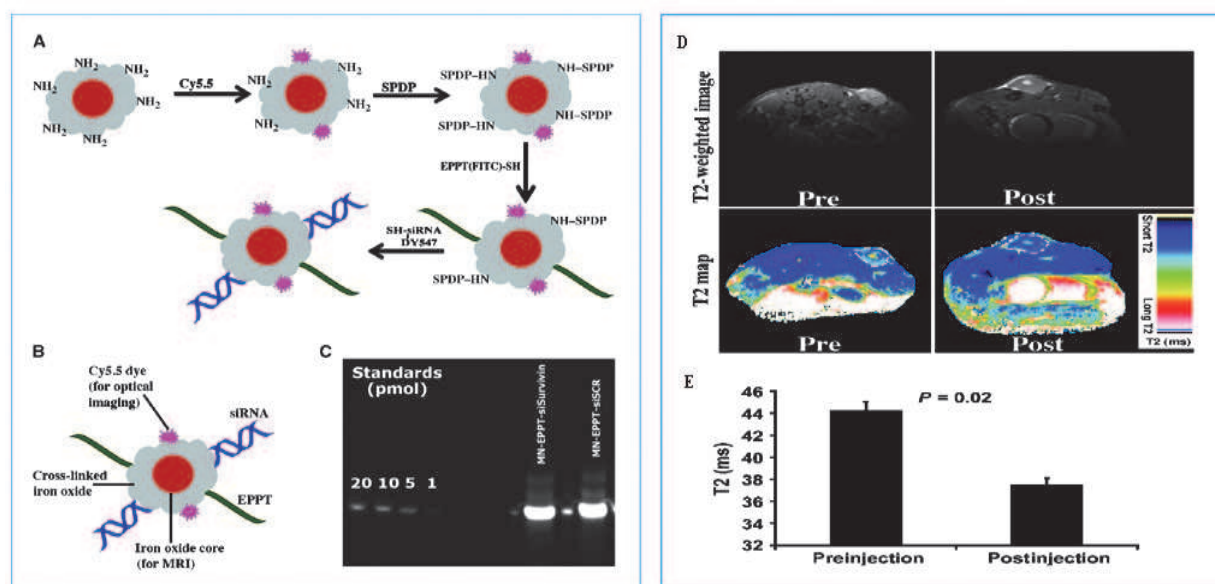 A
NH2
NH2
NH2
NH2
NH2
NH2
NH2
NH2
Cy5.5
NH2
NH2
NH2
NH2
SPDP
SPDP–HN
NH–SPDP
SPDP–HN
NH–SPDP
EPPT(FITC)-SH
NH–SPDP
SPDP–HN
SH-siRNA
DY547
B
Cy5.5 dye
(for optical
imaging)
siRNA
Cross-linked
iron oxide
EPPT
Iron oxide core
(for MRI)
C
Standards
(pmol)
20 10 5 1
MN-EPPT-siSurvivin
MN-EPPT-siSCR
D
T2-weighted image
Pre
Post
T2 map
Pre
Post
Short T2
Long T2
T2 (ms)
E
P = 0.02
T2 (ms)
44
42
40
38
36
34
32
Preinjection
Postinjection